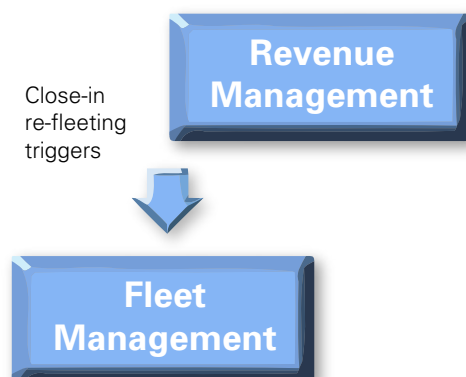 Revenue
Management
Close-in
re-fleeting
triggers
Fleet
Management